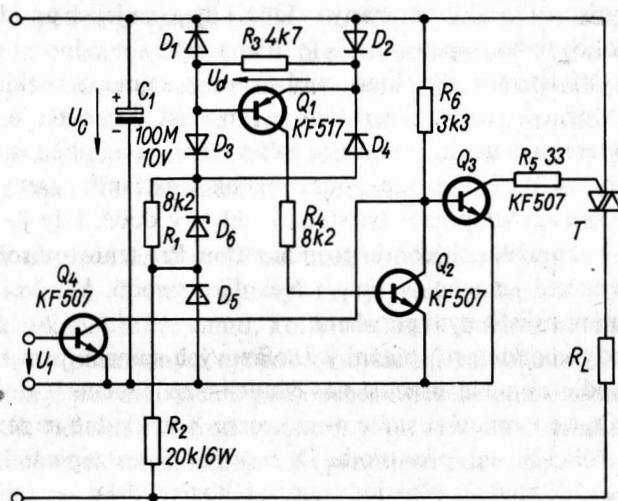 D1
R3 4k7
D2
Ud
UC
+
C1
100M
10V
Q1
KF517
R6
3k3
D3
D4
Q3
R5 33
KF507
T
8k2
R1
D6
R4
8k2
Q4
KF507
D5
Q2
KF507
U1
RL
R2
20k/6W